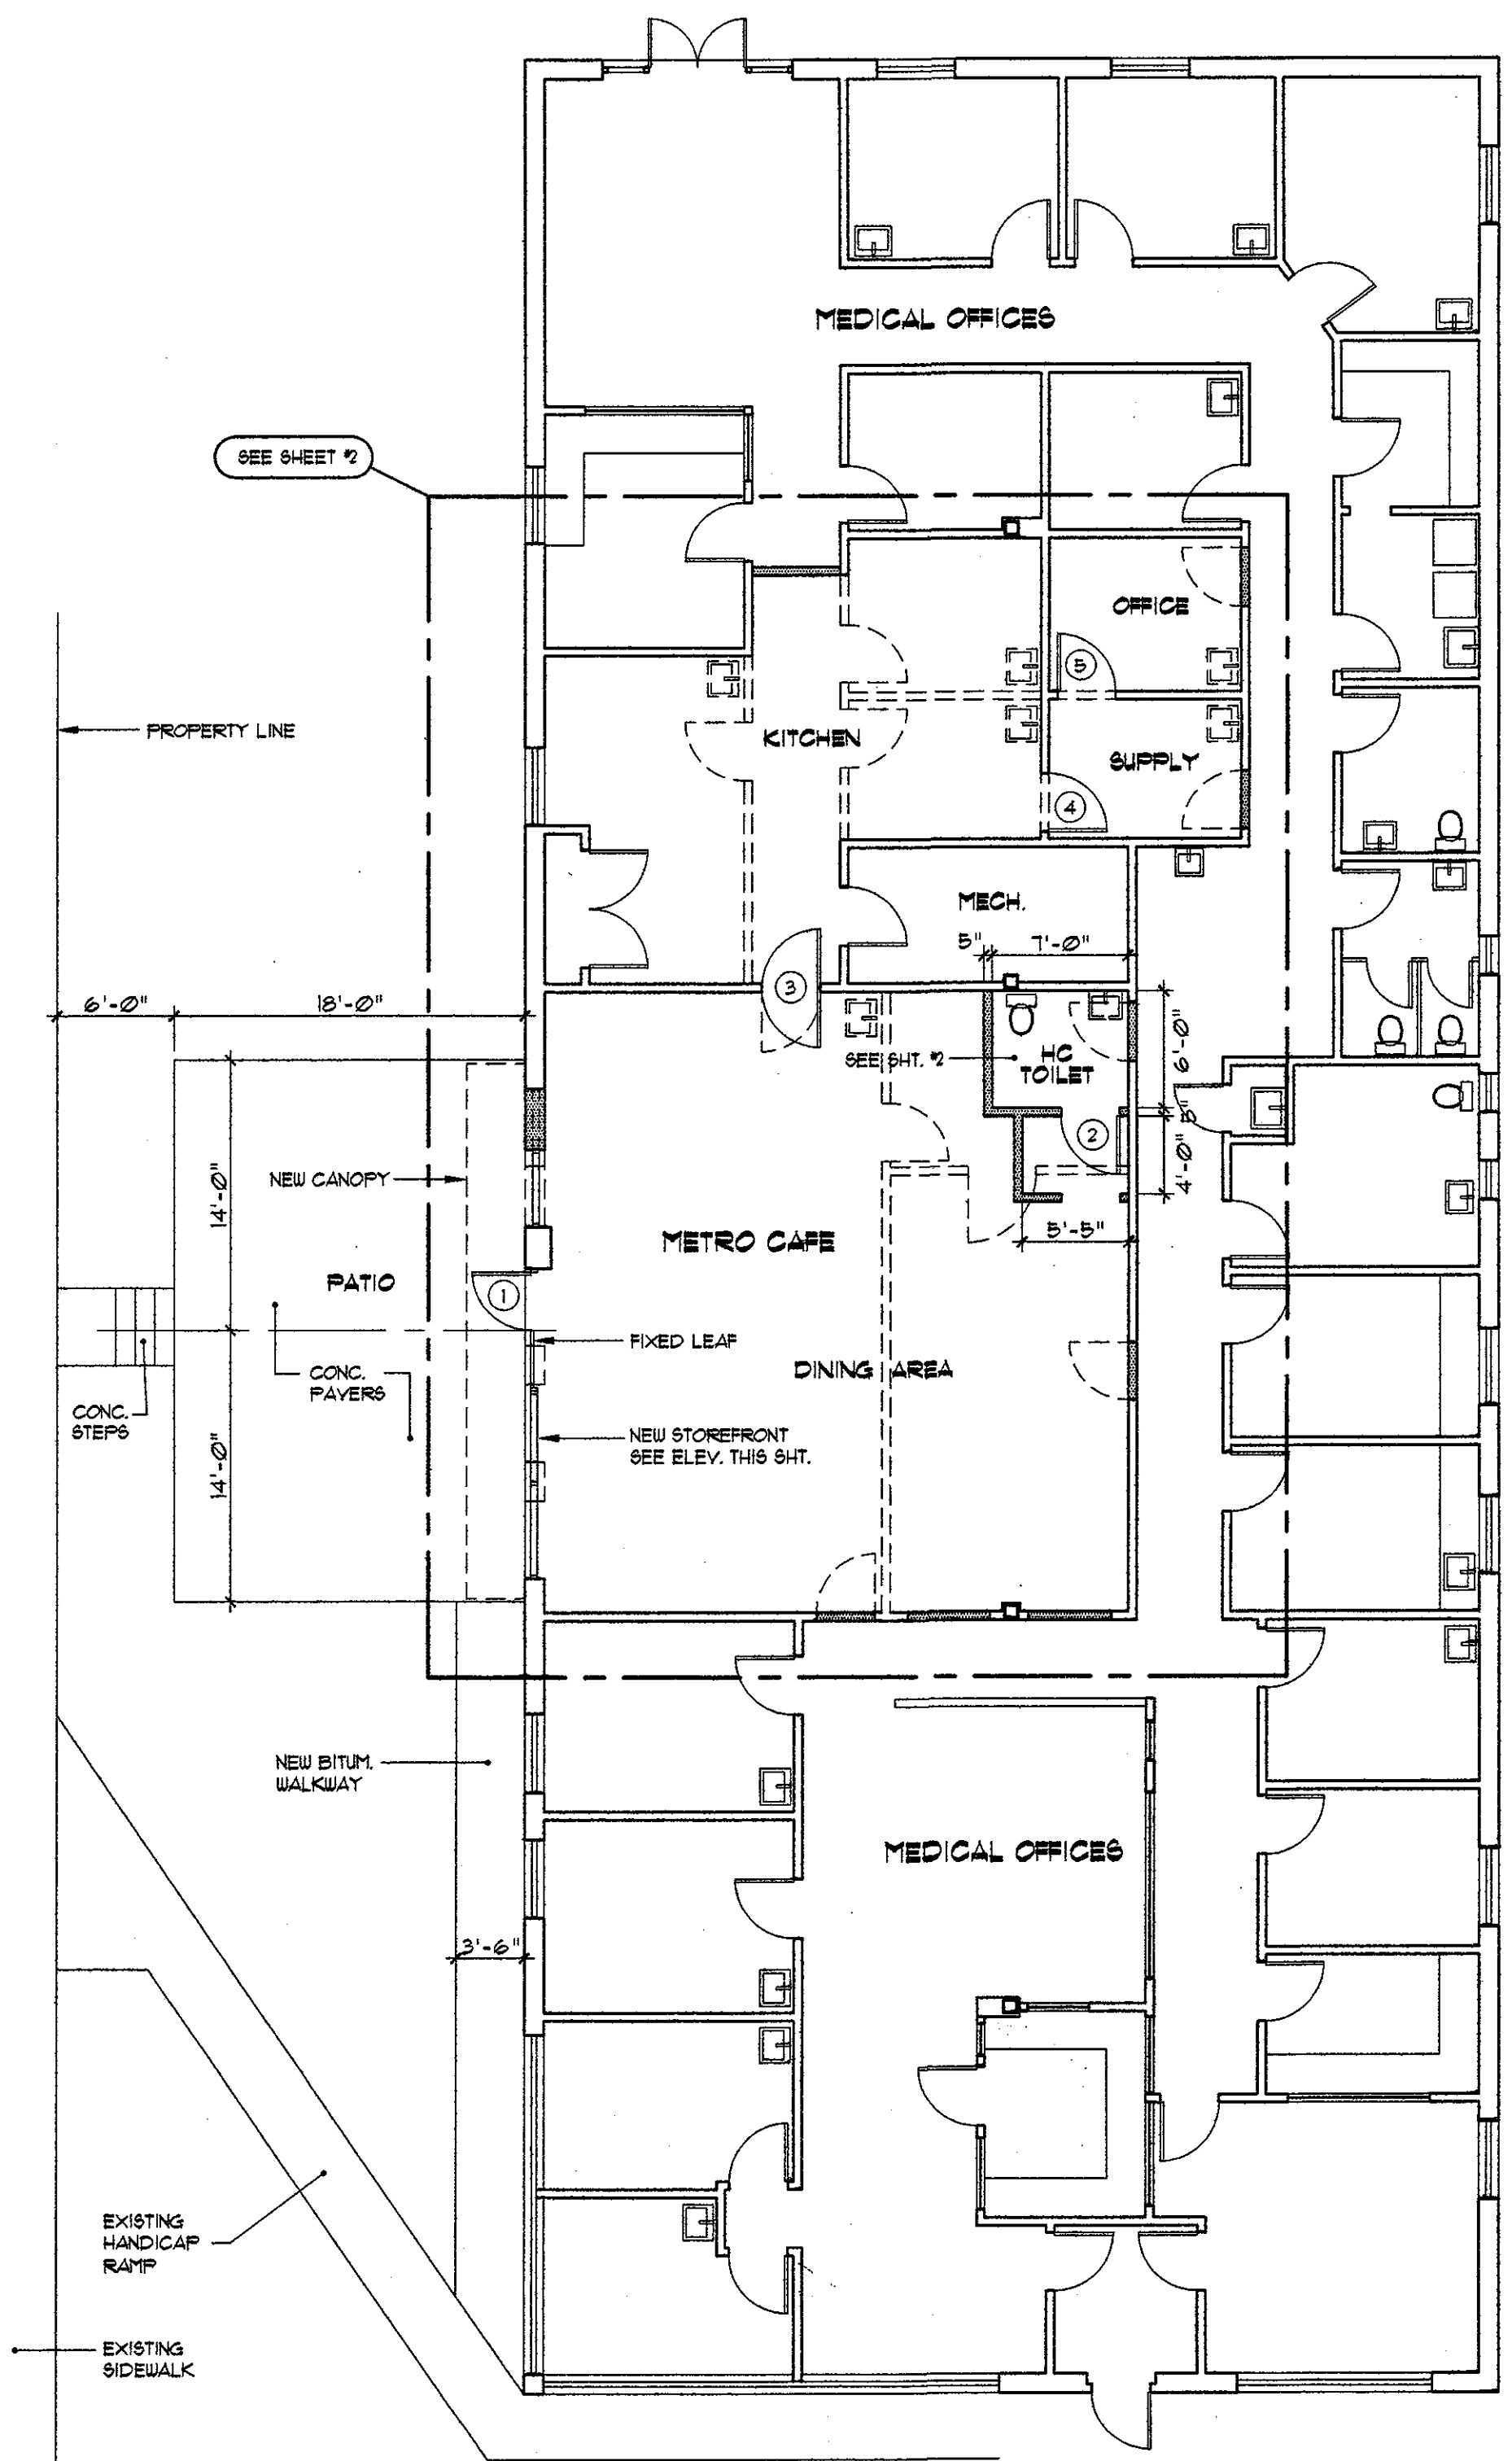 MEDICAL OFFICES
SEE SHEET #2
OFFICE
5
PROPERTY LINE
KITCHEN
SUPPLY
4
MECH.
5"
7'-0"
3
6'-0"
18'-0"
SEE SHT. #2
HC
TOILET
6'-0"
5"
2
4'-0"
14'-0"
NEW CANOPY
METRO CAFE
5'-5"
PATIO
1
FIXED LEAF
DINING AREA
CONC.
PAVERS
CONC.
STEPS
14'-0"
NEW STOREFRONT
SEE ELEV. THIS SHT.
NEW BITUM.
WALKWAY
MEDICAL OFFICES
3'-6"
EXISTING
HANDICAP
RAMP
EXISTING
SIDEWALK